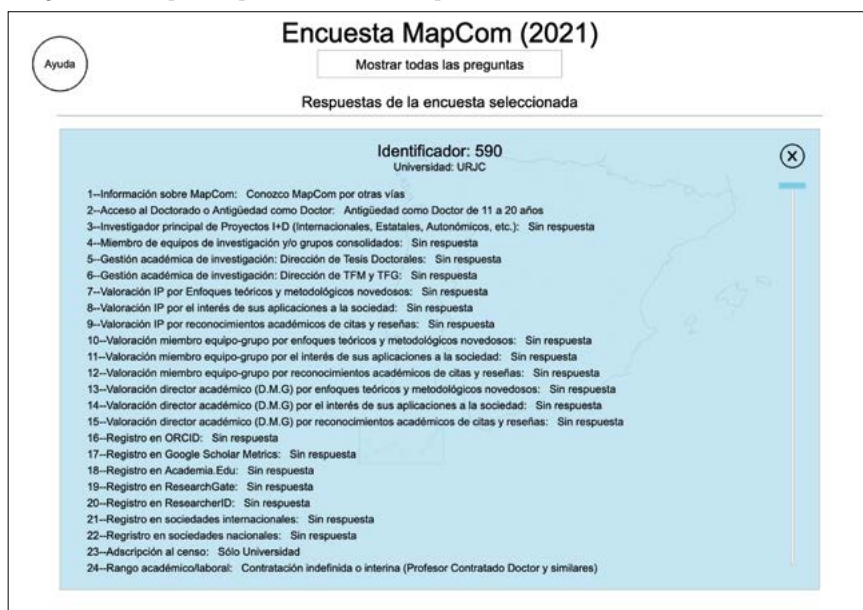 Encuesta MapCom (2021)
Ayuda
Mostrar todas las preguntas
Respuestas de la encuesta seleccionada
Identificador: 590
Universidad: URJC
X
1--Información sobre MapCom: Conozco MapCom por otras vías
2--Acceso al Doctorado o Antigüedad como Doctor: Antigüedad como Doctor de 11 a 20 años
3--Investigador principal de Proyectos I+D (Internacionales, Estatales, Autonómicos, etc.): Sin respuesta
4--Miembro de equipos de investigación y/o grupos consolidados: Sin respuesta
5--Gestión académica de investigación: Dirección de Tesis Doctorales: Sin respuesta
6--Gestión académica de investigación: Dirección de TFM y TFG: Sin respuesta
7--Valoración IP por Enfoques teóricos y metodológicos novedosos: Sin respuesta
8--Valoración IP por el interés de sus aplicaciones a la sociedad: Sin respuesta
9--Valoración IP por reconocimientos académicos de citas y reseñas: Sin respuesta
10--Valoración miembro equipo-grupo por enfoques teóricos y metodológicos novedosos: Sin respuesta
11--Valoración miembro equipo-grupo por el interés de sus aplicaciones a la sociedad: Sin respuesta
12--Valoración miembro equipo-grupo por reconocimientos académicos de citas y reseñas: Sin respuesta
13--Valoración director académico (D.M.G) por enfoques teóricos y metodológicos novedosos: Sin respuesta
14--Valoración director académico (D.M.G) por el interés de sus aplicaciones a la sociedad: Sin respuesta
15--Valoración director académico (D.M.G) por reconocimientos académicos de citas y reseñas: Sin respuesta
16--Registro en ORCID: Sin respuesta
17--Registro en Google Scholar Metrics: Sin respuesta
18--Registro en Academia.Edu: Sin respuesta
19--Registro en ResearchGate: Sin respuesta
20--Registro en ResearcherID: Sin respuesta
21--Registro en sociedades internacionales: Sin respuesta
22--Regristro en sociedades nacionales: Sin respuesta
23--Adscripción al censo: Sólo Universidad
24--Rango académico/laboral: Contratación indefinida o interina (Profesor Contratado Doctor y similares)